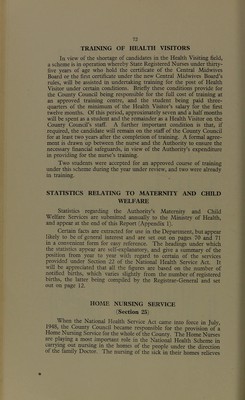 72
TRAINING OF HEALTH VISITORS
In view of the shortage of candidates in the Health Visiting field,
a scheme is in operation whereby State Registered Nurses under thirty-
five years of age who hold the certificate of the Central Midwives
Board or the first certificate under the new Central Midwives Board's
rules, will be assisted in undertaking training for the post of Health
Visitor under certain conditions. Briefly these conditions provide for
the County Council being responsible for the full cost of training at
an approved training centre, and the student being paid three-
quarters of the minimum of the Health Visitor's salary for the first
twelve months. Of this period, approximately seven and a half months
will be spent as a student and the remainder as a Health Visitor on the
County Council's staff. A further important condition is that, if
required, the candidate will remain on the staff of the County Council
for at least two years after the completion of training. A formal agree-
ment is drawn up between the nurse and the Authority to ensure the
necessary financial safeguards, in view of the Authority's expenditure
in providing for the nurse's training.
Two students were accepted for an approved course of training
under this scheme during the year under review, and two were already
in training.
STATISTICS RELATING TO MATERNITY AND CHILD
WELFARE
Statistics regarding the Authority's Maternity and Child
Welfare Services are submitted annually to the Ministry of Health,
and appear at the end of this Report (Appendix 1).
Certain facts are extracted for use in the Department, but appear
likely to be of general interest and are set out on pages 70 and 71
in a convenient form for easy reference. The headings under which
the statistics appear are self-explanatory, and give a summary of the
position from year to year with regard to certain of the services
provided under Section 22 of the National Health Service Act. It
will be appreciated that all the figures are based on the number of
notified births, which varies slightly from the number of registered
births, the latter being compiled by the Registrar-General and set
out on page 12.
HOME NURSING SERVICE
(Section 25)
When the National Health Service Act came into force in July,
1948, the County Council became responsible for the provision of a
Home Nursing Service for the whole of the County. The Home Nurses
are playing a most important role in the National Health Scheme in
carrying out nursing in the homes of the people under the direction
of the family Doctor. The nursing of the sick in their homes relieves